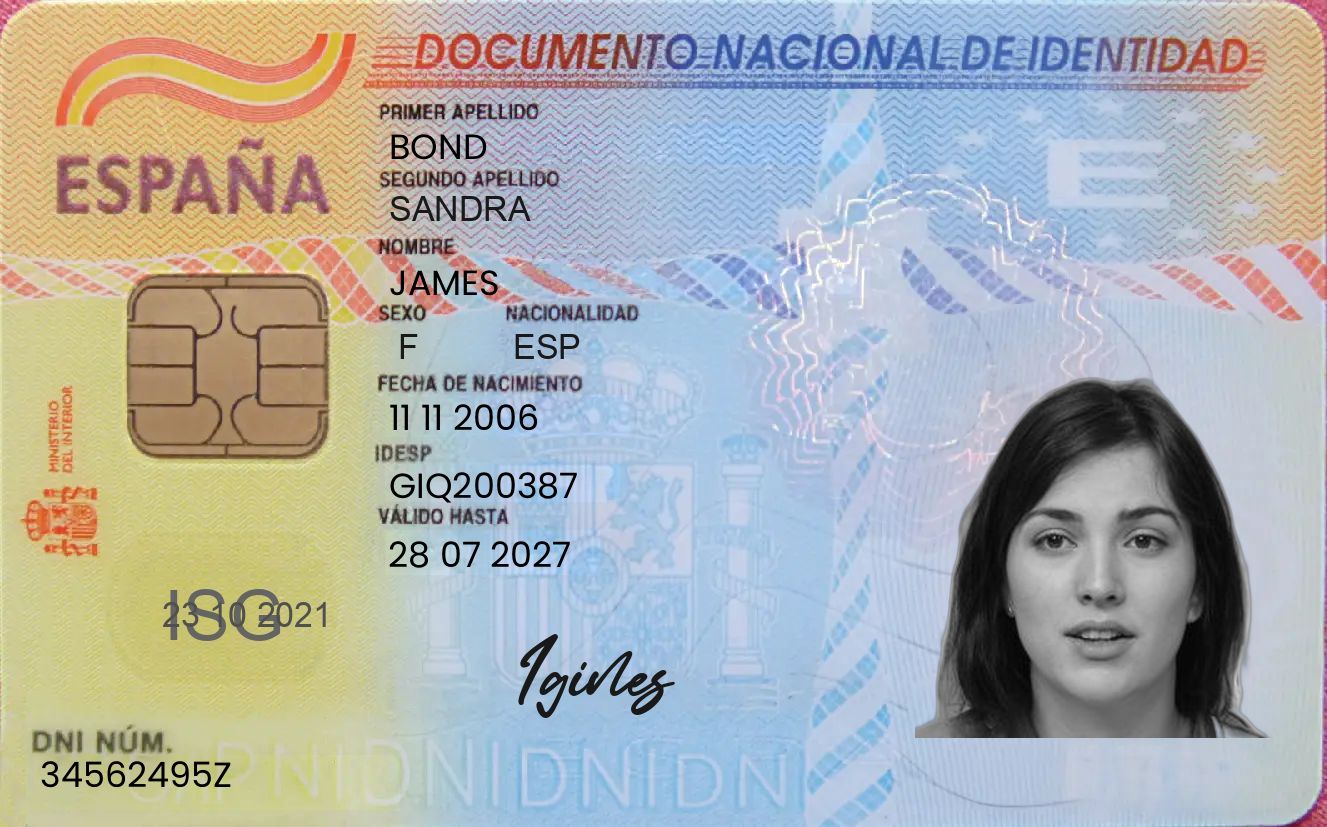 DOCUMENTO NACIONAL DE IDENTIDAD
ESPAÑA
PRIMER APELLIDO
BOND
SEGUNDO APELLIDO
SANDRA
NOMBRE
JAMES
SEXO NACIONALIDAD
F ESP
FECHA DE NACIMIENTO
11 11 2006
IDESP
GIQ200387
VÁLIDO HASTA
28 07 2027
MINISTERIO
DEL INTERIOR
E
ISG
23 10 2021
DNI NÚM.
34562495Z
DNIDNIDNIDN